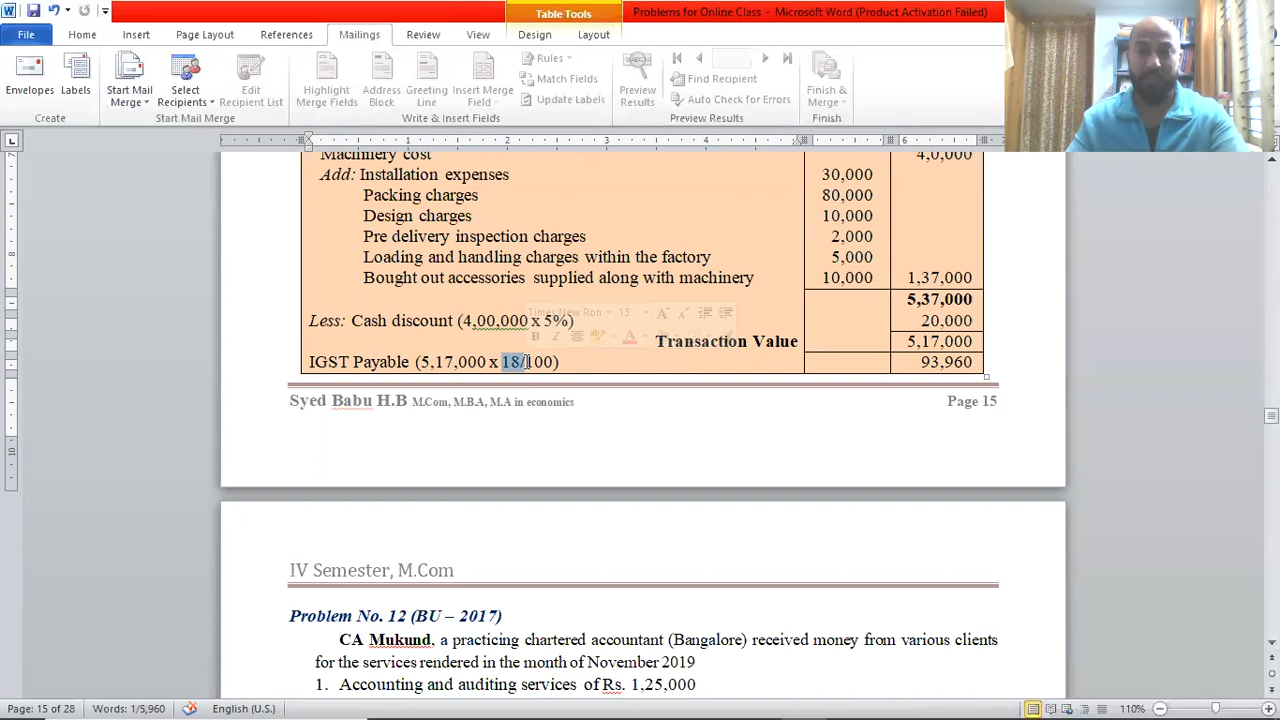 Table Tools
Problems for Online Class - Microsoft Word (Product Activation Failed)
File Home Insert Page Layout References Mailings Review View Design Layout
Envelopes Labels Start Mail Merge Select Recipients Edit Recipient List Highlight Merge Fields Address Block Greeting Line Insert Merge Field Rules Match Fields Update Labels Preview Results Find Recipient Auto Check for Errors Finish & Merge
Create Start Mail Merge Write & Insert Fields Preview Results Finish
1 2 3 4 6
Machinery cost 4,0,000
Add: Installation expenses 30,000
Packing charges 80,000
Design charges 10,000
Pre delivery inspection charges 2,000
Loading and handling charges within the factory 5,000
Bought out accessories supplied along with machinery 10,000 1,37,000
5,37,000
Times New Ron 13
Less: Cash discount (4,00,000 x 5%) 20,000
Transaction Value 5,17,000
IGST Payable (5,17,000 x 18/100) 93,960
Syed Babu H.B M.Com, M.B.A, M.A in economics Page 15
IV Semester, M.Com
Problem No. 12 (BU – 2017)
CA Mukund, a practicing chartered accountant (Bangalore) received money from various clients
for the services rendered in the month of November 2019
1. Accounting and auditing services of Rs. 1,25,000
Page: 15 of 28 Words: 1/5,960 English (U.S.) 110%